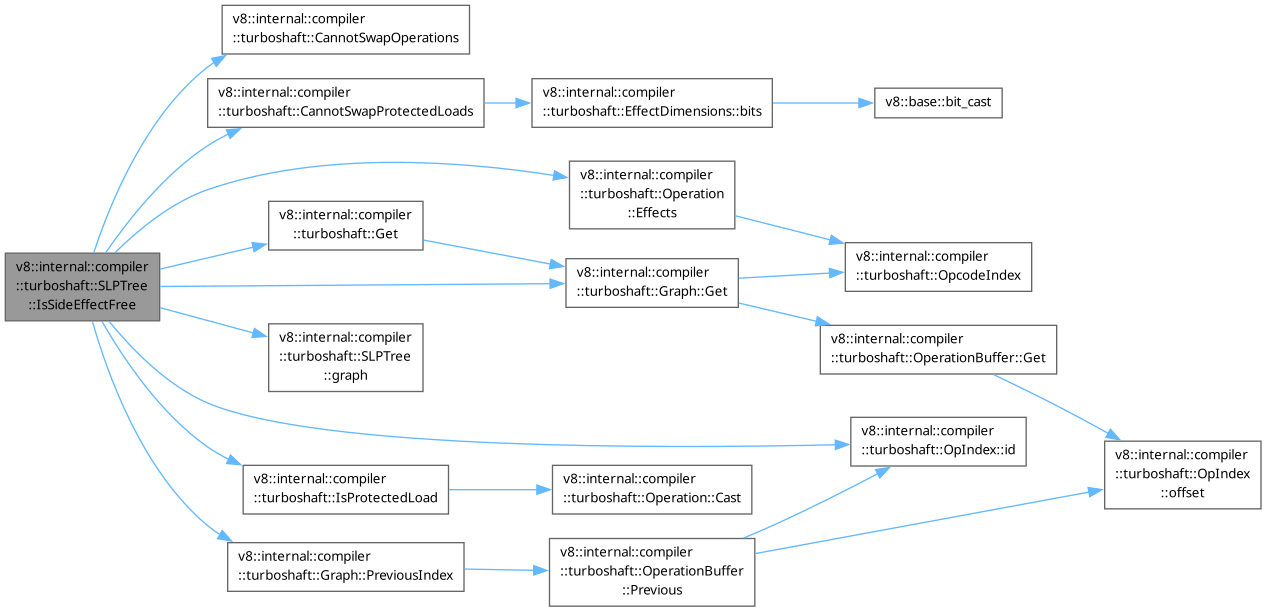 v8::internal::compiler
::turboshaft::SLPTree
::IsSideEffectFree
v8::internal::compiler
::turboshaft::CannotSwapOperations
v8::internal::compiler
::turboshaft::CannotSwapProtectedLoads
v8::internal::compiler
::turboshaft::EffectDimensions::bits
v8::base::bit_cast
v8::internal::compiler
::turboshaft::Operation
::Effects
v8::internal::compiler
::turboshaft::Get
v8::internal::compiler
::turboshaft::Graph::Get
v8::internal::compiler
::turboshaft::OpcodeIndex
v8::internal::compiler
::turboshaft::SLPTree
::graph
v8::internal::compiler
::turboshaft::OperationBuffer::Get
v8::internal::compiler
::turboshaft::OpIndex::id
v8::internal::compiler
::turboshaft::OpIndex
::offset
v8::internal::compiler
::turboshaft::IsProtectedLoad
v8::internal::compiler
::turboshaft::Operation::Cast
v8::internal::compiler
::turboshaft::Graph::PreviousIndex
v8::internal::compiler
::turboshaft::OperationBuffer
::Previous